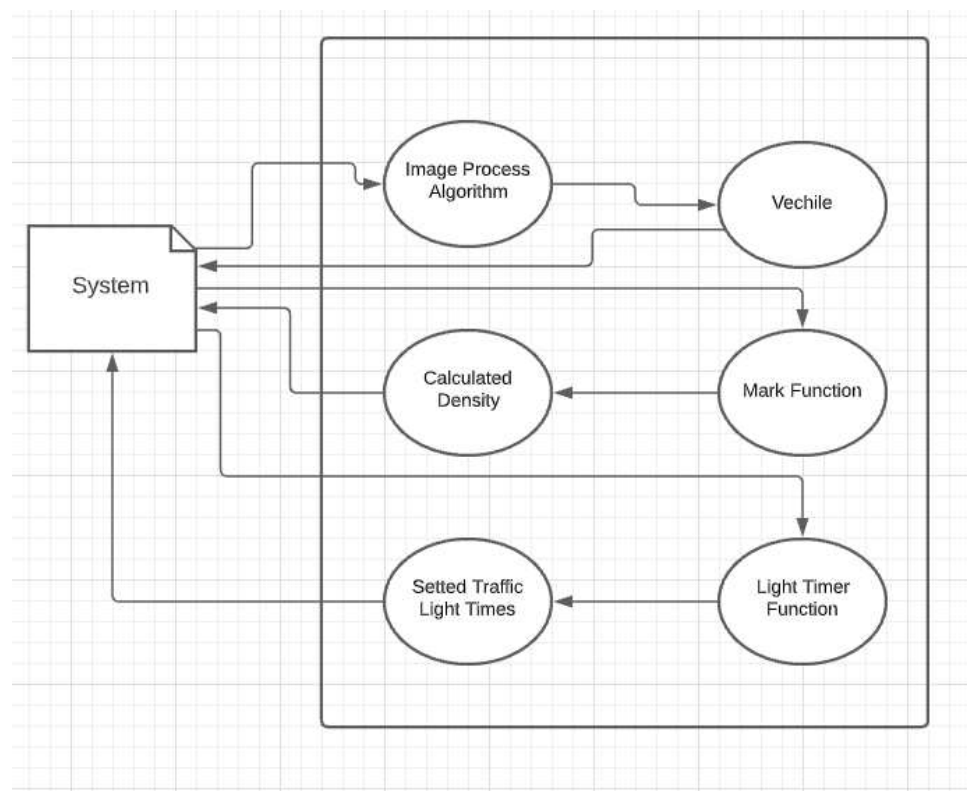 Image Process
Algorithm
Vechile
System
Calculated
Density
Mark Function
Setted Traffic
Light Times
Light Timer
Function